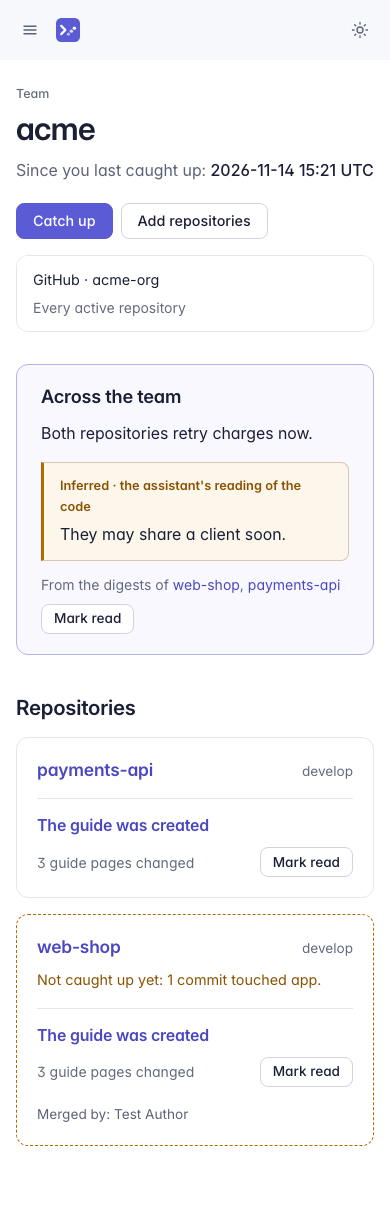 Team
acme
Since you last caught up: 2026-11-14 15:21 UTC
Catch up
Add repositories
GitHub · acme-org
Every active repository
Across the team
Both repositories retry charges now.
Inferred · the assistant's reading of the
code
They may share a client soon.
From the digests of web-shop, payments-api
Mark read
Repositories
payments-api
develop
The guide was created
3 guide pages changed
Mark read
web-shop
develop
Not caught up yet: 1 commit touched app.
The guide was created
3 guide pages changed
Mark read
Merged by: Test Author